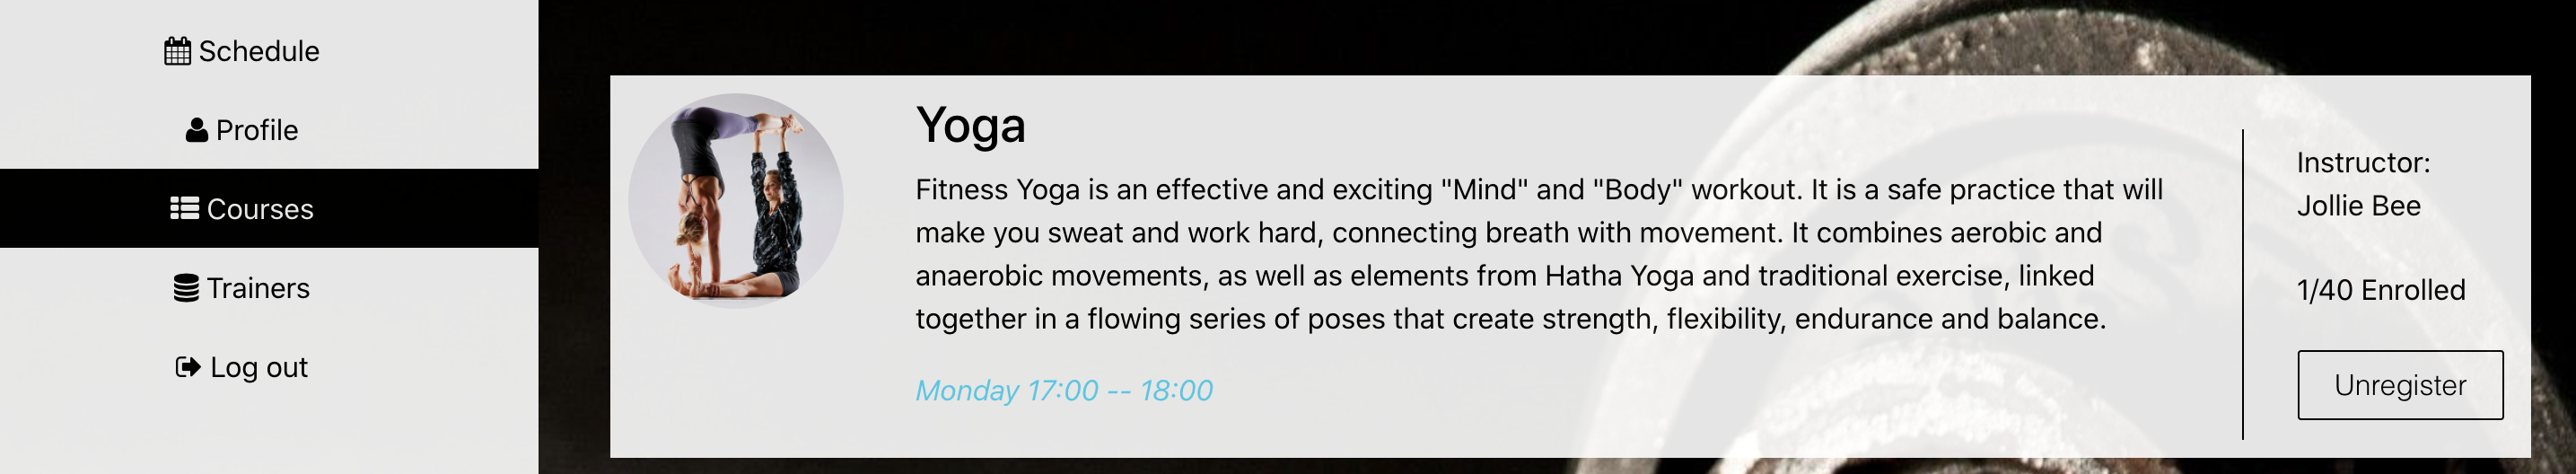 Schedule
Profile
Courses
Trainers
Log out
Yoga
Fitness Yoga is an effective and exciting "Mind" and "Body" workout. It is a safe practice that will
make you sweat and work hard, connecting breath with movement. It combines aerobic and
anaerobic movements, as well as elements from Hatha Yoga and traditional exercise, linked
together in a flowing series of poses that create strength, flexibility, endurance and balance.
Monday 17:00 -- 18:00
Instructor:
Jollie Bee
1/40 Enrolled
Unregister